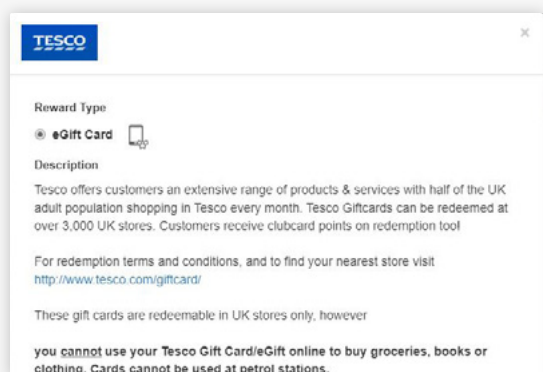 TESCO
×
Reward Type
eGift Card
Description
Tesco offers customers an extensive range of products & services with half of the UK
adult population shopping in Tesco every month. Tesco Giftcards can be redeemed at
over 3,000 UK stores. Customers receive clubcard points on redemption too!
For redemption terms and conditions, and to find your nearest store visit
http://www.tesco.com/giftcard/
These gift cards are redeemable in UK stores only, however
you cannot use your Tesco Gift Card/eGift online to buy groceries, books or
clothing. Cards cannot be used at petrol stations.